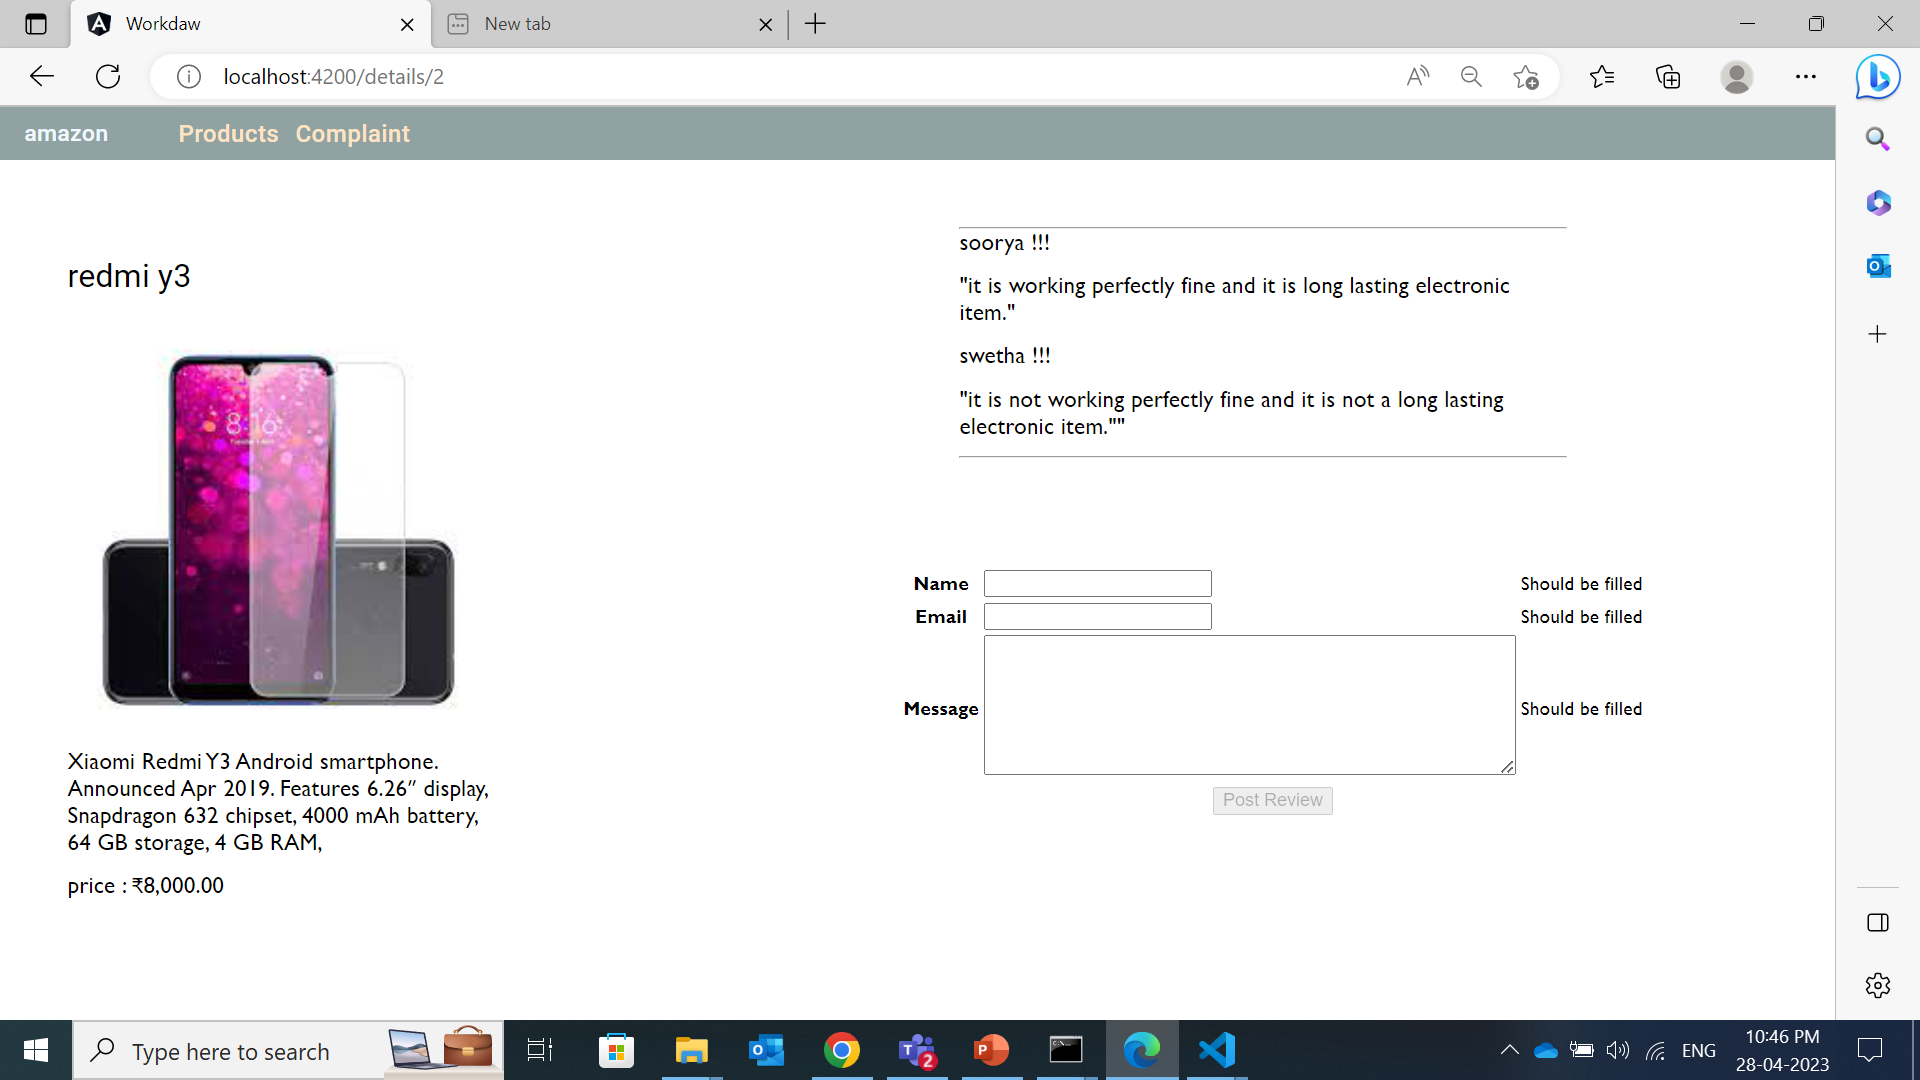 Workdaw
New tab
localhost:4200/details/2
amazon Products Complaint
redmi y3
8:16
Xiaomi Redmi Y3 Android smartphone.
Announced Apr 2019. Features 6.26″ display,
Snapdragon 632 chipset, 4000 mAh battery,
64 GB storage, 4 GB RAM,
price : ₹8,000.00
soorya !!!
"it is working perfectly fine and it is long lasting electronic
item."
swetha !!!
"it is not working perfectly fine and it is not a long lasting
electronic item.""
Name Should be filled
Email Should be filled
Message Should be filled
Post Review
Type here to search
2
ENG
10:46 PM
28-04-2023